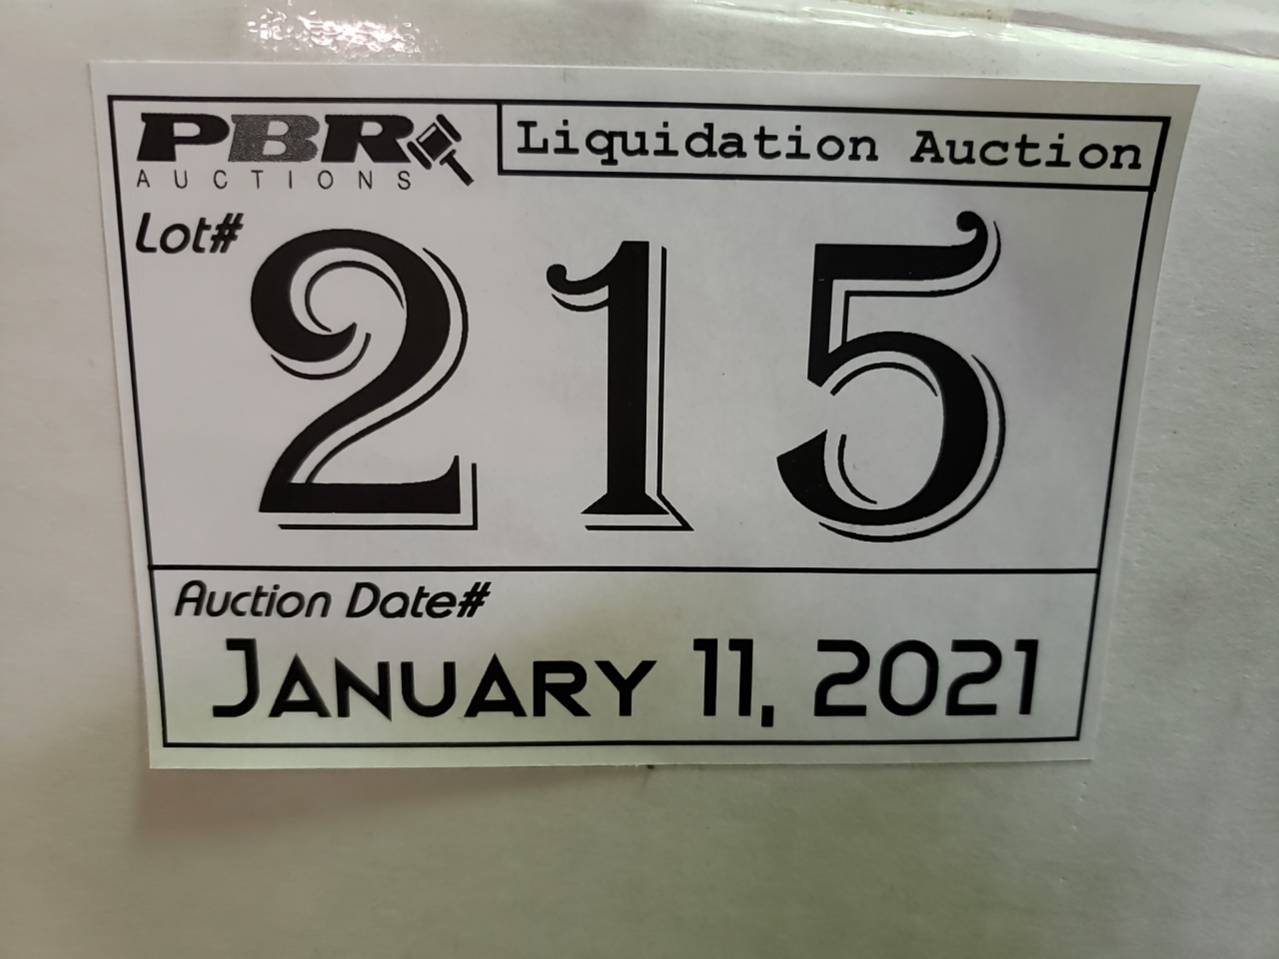 PBR
AUCTIONS
Liquidation Auction
Lot#
215
Auction Date#
JANUARY 11, 2021